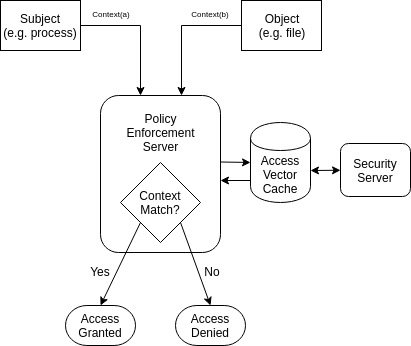 Subject
(e.g. process)
Context(a)
Context(b)
Object
(e.g. file)
Policy
Enforcement
Server
Context
Match?
Access
Vector
Cache
Security
Server
Yes
No
Access
Granted
Access
Denied